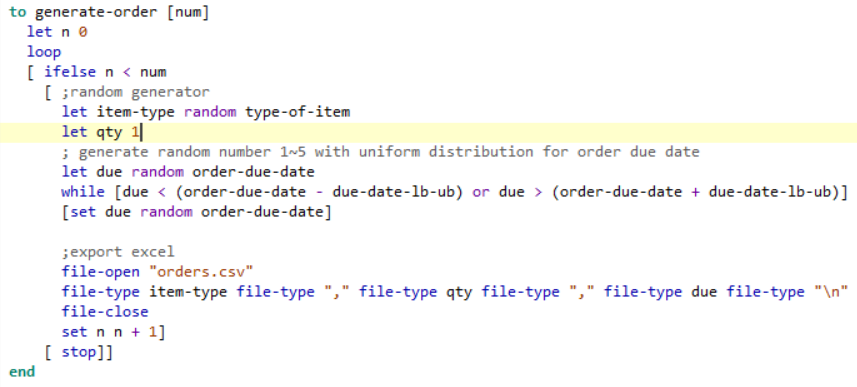 to generate-order [num]
  let n 0
  loop
  [ ifelse n < num
    [ ;random generator
      let item-type random type-of-item
      let qty 1
      ; generate random number 1~5 with uniform distribution for order due date
      let due random order-due-date
      while [due < (order-due-date - due-date-lb-ub) or due > (order-due-date + due-date-lb-ub)]
      [set due random order-due-date]

      ;export excel
      file-open "orders.csv"
      file-type item-type file-type "," file-type qty file-type "," file-type due file-type "\n"
      file-close
      set n n + 1]
    [ stop]]
end